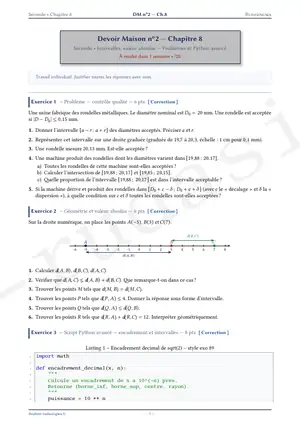 Seconde • Chapitre 8
DM n°2 — Ch 8
Devoir Maison n°2 — Chapitre 8
Seconde • Intervalles, valeur absolue — Problèmes et Python avancé
À rendre dans 1 semaine • /20
Travail individuel. Justifier toutes les réponses avec soin.
Exercice 1 – Problème — contrôle qualité — 6 pts [Correction]
Une usine fabrique des rondelles métalliques. Le diamètre nominal est D₀ = 20 mm. Une rondelle est acceptée
si |D − D₀| ⩽ 0,15 mm.
1. Donner l'intervalle [a − r ; a + r] des diamètres acceptés. Préciser a et r.
2. Représenter cet intervalle sur une droite graduée (graduée de 19,7 à 20,3, échelle : 1 cm pour 0,1 mm).
3. Une rondelle mesure 20,13 mm. Est-elle acceptée ?
4. Une machine produit des rondelles dont les diamètres varient dans [19,88 ; 20,17].
a) Toutes les rondelles de cette machine sont-elles acceptées ?
b) Calculer l'intersection de [19,88 ; 20,17] et [19,85 ; 20,15].
c) Quelle proportion de l'intervalle [19,88 ; 20,17] est dans l'intervalle acceptable ?
5. Si la machine dérive et produit des rondelles dans [D₀ + c − δ ; D₀ + c + δ] (avec c le « décalage » et δ la «
dispersion »), à quelle condition sur c et δ toutes les rondelles sont-elles acceptées ?
Exercice 2 – Géométrie et valeur absolue — 6 pts [Correction]
Sur la droite numérique, on place les points A(−5), B(3) et C(7).
1. Calculer d(A, B), d(B, C), d(A, C).
2. Vérifier que d(A, C) ⩽ d(A, B) + d(B, C). Que remarque-t-on dans ce cas ?
3. Trouver les points M tels que d(M, B) = d(M, C).
4. Trouver les points P tels que d(P, A) ⩽ 4. Donner la réponse sous forme d'intervalle.
5. Trouver les points Q tels que d(Q, A) ⩽ d(Q, B).
6. Trouver les points R tels que d(R, A) + d(R, C) = 12. Interpréter géométriquement.
Exercice 3 – Script Python avancé — encadrement et intervalles — 8 pts [Correction]
Listing 1 – Encadrement decimal de sqrt(2) – style exo 89
import math
def encadrement_decimal(x, n):
"""
Calcule un encadrement de x a 10^(-n) pres.
Retourne (borne_inf, borne_sup, centre, rayon)
"""
puissance = 10 ** n
– 1 –